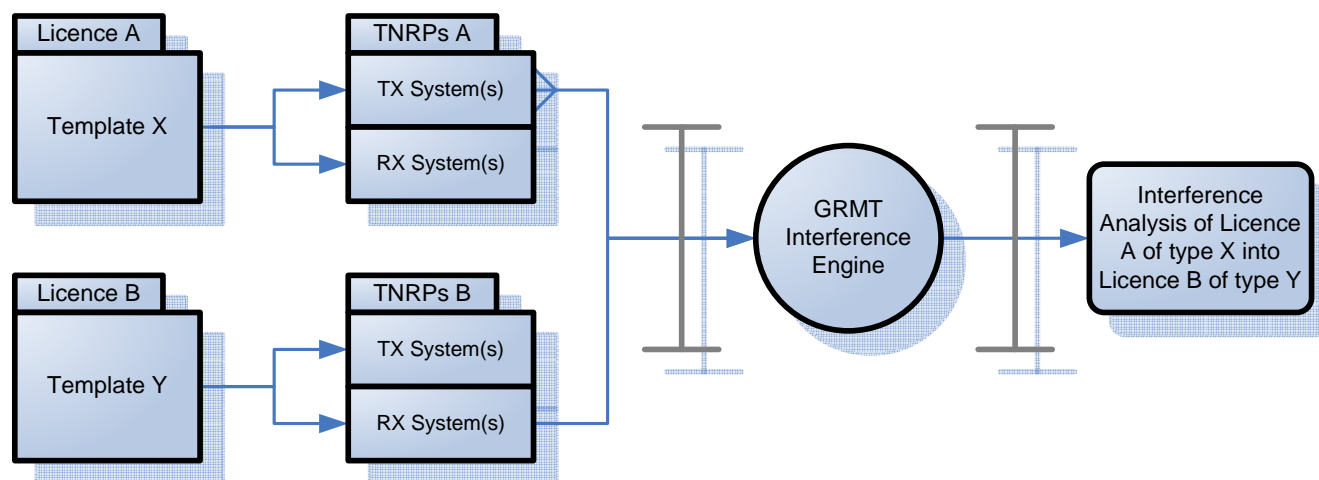 Licence A
Template X
TNRPs A
TX System(s)
RX System(s)
Licence B
Template Y
TNRPs B
TX System(s)
RX System(s)
GRMT
Interference
Engine
Interference
Analysis of Licence
A of type X into
Licence B of type Y